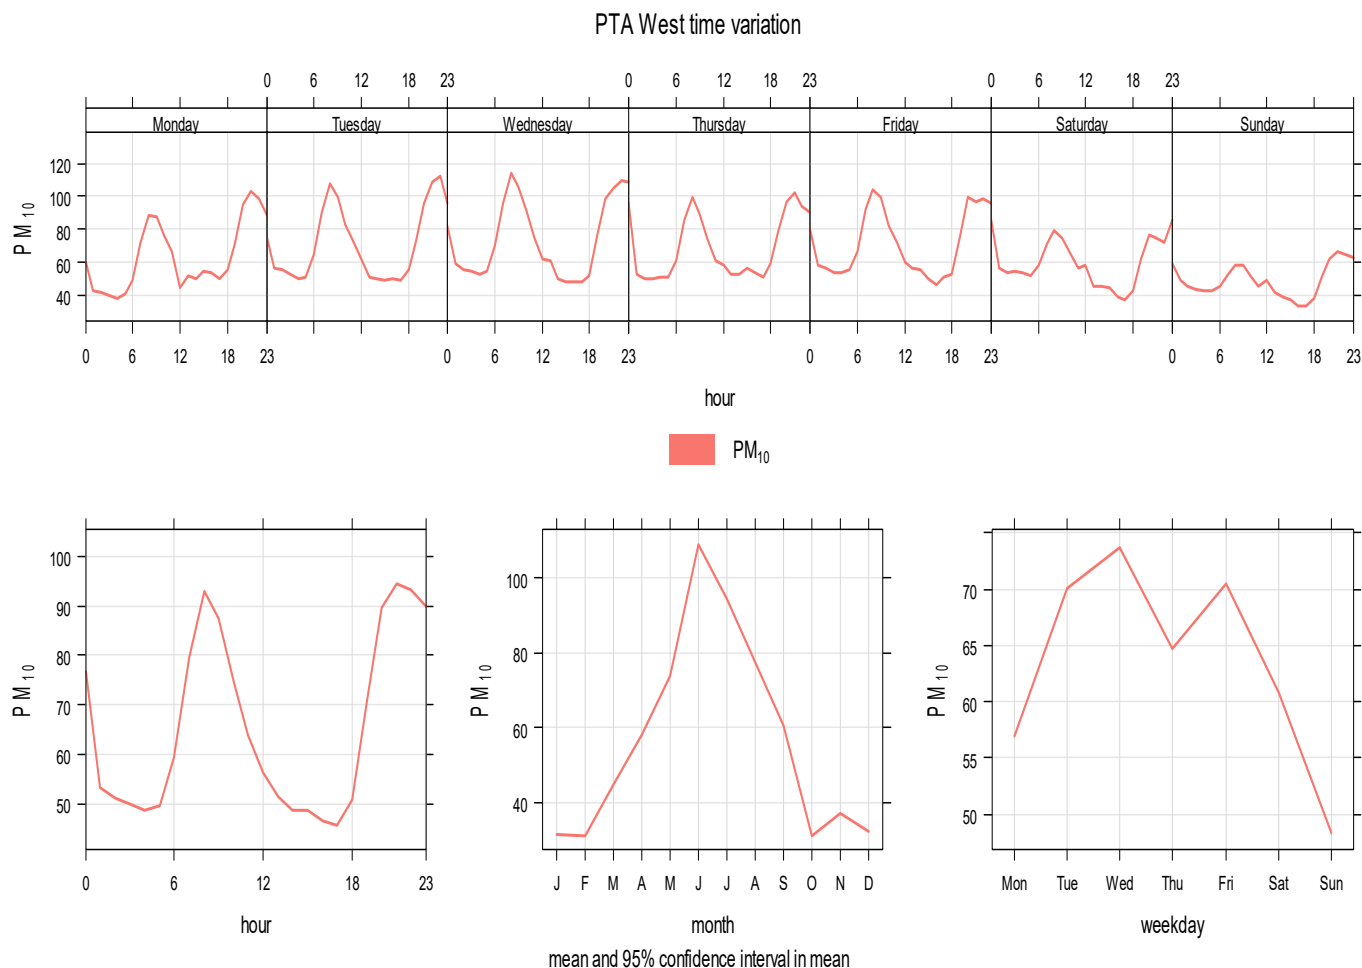 PTA West time variation
0 6 12 18 23 0 6 12 18 23 0 6 12 18 23
Monday Tuesday Wednesday Thursday Friday Saturday Sunday
120
100
80
60
40
PM10
0 6 12 18 23 0 6 12 18 23 0 6 12 18 23 0 6 12 18 23
hour
PM10
100
90
80
70
60
50
PM10
0 6 12 18 23
hour
100
80
60
40
PM10
J F M A M J J A S O N D
month
70
65
60
55
50
PM10
Mon Tue Wed Thu Fri Sat Sun
weekday
mean and 95% confidence interval in mean